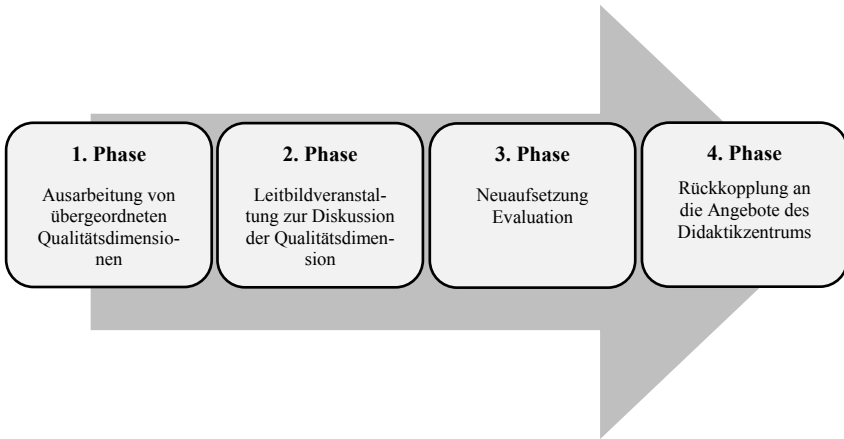 1. Phase
Ausarbeitung von
übergeordneten
Qualitätsdimensio-
nen
2. Phase
Leitbildveranstal-
tung zur Diskussion
der Qualitätsdimen-
sion
3. Phase
Neuaufsetzung
Evaluation
4. Phase
Rückkopplung an
die Angebote des
Didaktikzentrums